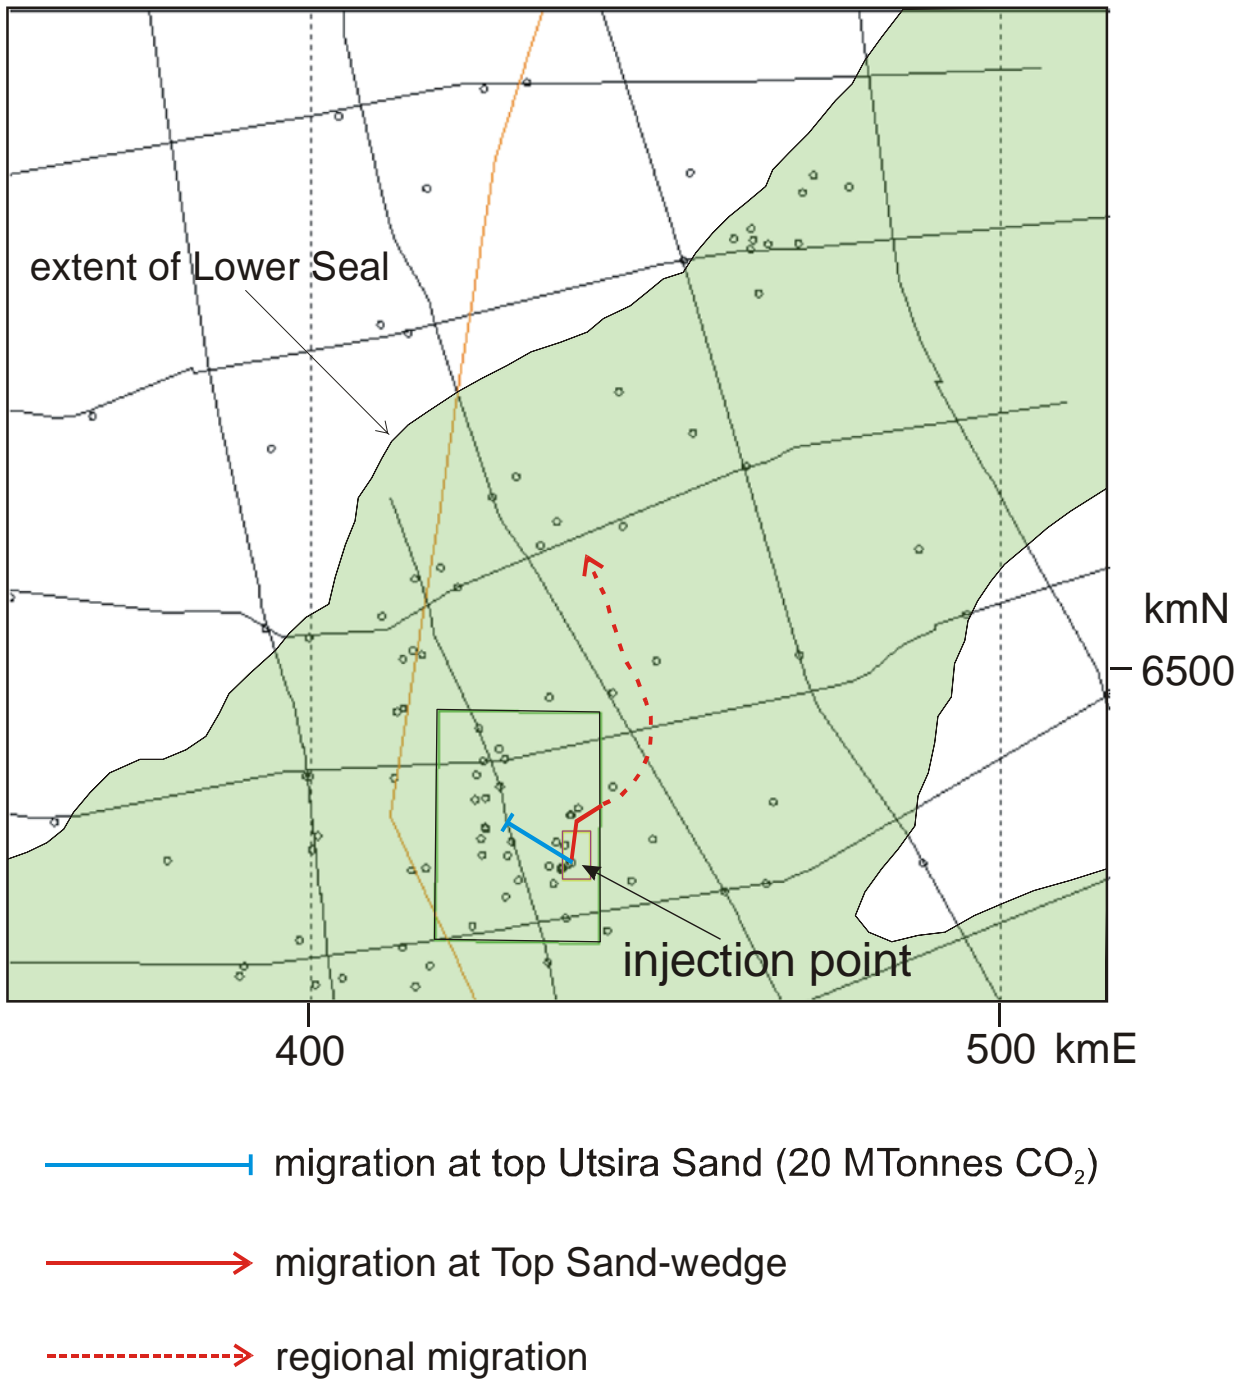 extent of Lower Seal
kmN
6500
injection point
400
500 kmE
migration at top Utsira Sand (20 MTonnes CO₂)
migration at Top Sand-wedge
regional migration